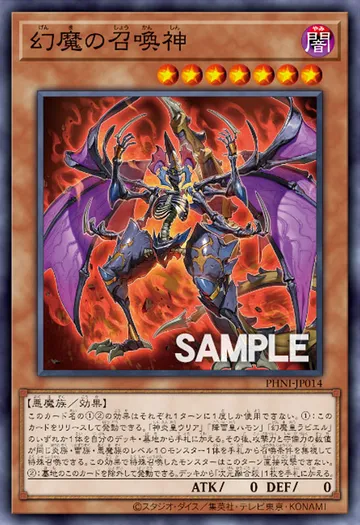 幻魔の召喚神
げん ま しょう かん しん
闇
やみ
SAMPLE
PHNI-JP014
【悪魔族/効果】
このカード名の①②の効果はそれぞれ1ターンに1度しか使用できない。①:この
カードをリリースして発動できる。「神炎皇ウリア」「降雷皇ハモン」「幻魔皇ラビエル」
のいずれか1体を自分のデッキ・墓地から手札に加える。その後、攻撃力と守備力の数値
が同じ炎族・雷族・悪魔族のレベル10モンスター1体を手札から召喚条件を無視して
特殊召喚できる。この効果で特殊召喚したモンスターはこのターン直接攻撃できない。
②:墓地のこのカードを除外して発動できる。デッキから「次元融合殺」1枚を手札に加える。
ATK/ 0 DEF/ 0
©スタジオ・ダイス/集英社・テレビ東京・KONAMI